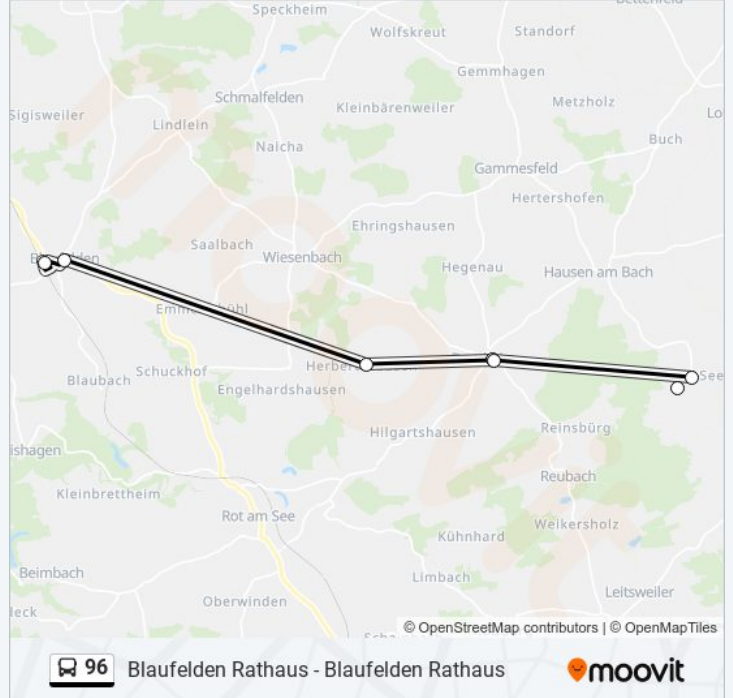 Speckheim
Wolfskreut
Standorf
Gemmhagen
Schmalfelden
Kleinbärenweiler
Metzholz
Sigisweiler
Lindlein
Naicha
Buch
Gammesfeld
Hertershofen
Ehringshausen
Saalbach
Wiesenbach
Hegenau
Hausen am Bach
Schuckhof
Blaubach
Engelhardshausen
See
Hilgartshausen
Reinsbürg
ishagen
Reubach
Kleinbrettheim
Rot am See
Weikersholz
Kühnhard
Beimbach
Limbach
Leitsweiler
Oberwinden
© OpenStreetMap contributors | © OpenMapTiles
96 Blaufelden Rathaus - Blaufelden Rathaus moovit